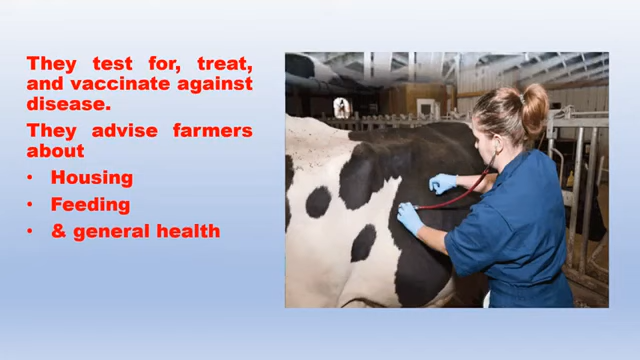 They test for, treat,
and vaccinate against
disease.
They advise farmers
about
• Housing
• Feeding
• & general health